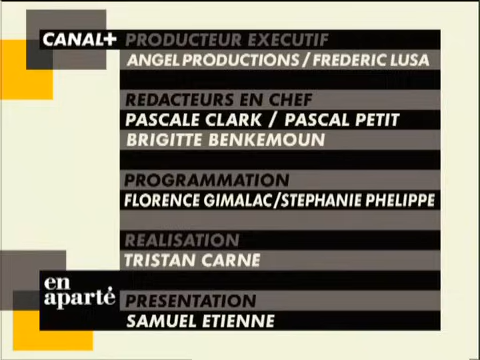 CANAL+ PRODUCTEUR EXECUTIF
ANGEL PRODUCTIONS / FREDERIC LUSA
REDACTEURS EN CHEF
PASCALE CLARK / PASCAL PETIT
BRIGITTE BENKEMOUN
PROGRAMMATION
FLORENCE GIMALAC/STEPHANIE PHELIPPE
REALISATION
TRISTAN CARNE
en
aparté
PRESENTATION
SAMUEL ETIENNE